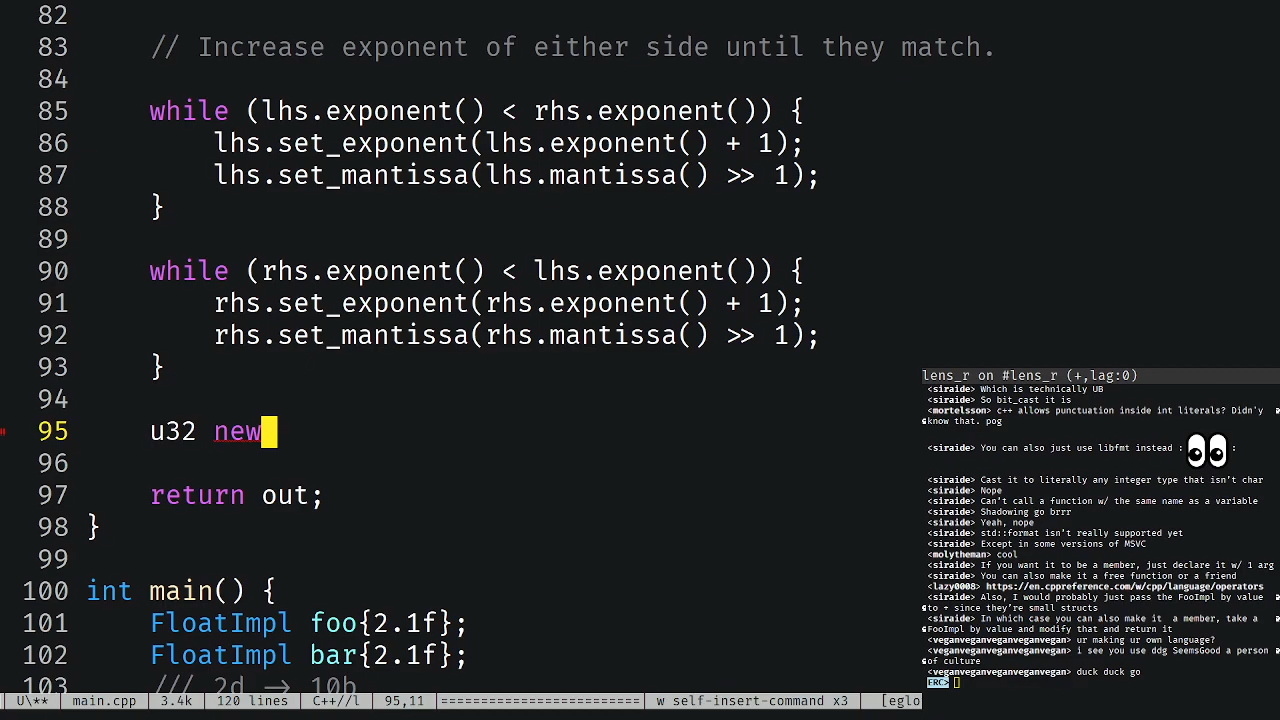 82
83 // Increase exponent of either side until they match.
84
85 while (lhs.exponent() < rhs.exponent()) {
86 lhs.set_exponent(lhs.exponent() + 1);
87 lhs.set_mantissa(lhs.mantissa() >> 1);
88 }
89
90 while (rhs.exponent() < lhs.exponent()) {
91 rhs.set_exponent(rhs.exponent() + 1);
92 rhs.set_mantissa(rhs.mantissa() >> 1);
93 }
94
95 u32 new
96
97 return out;
98 }
99
100 int main() {
101 FloatImpl foo{2.1f};
102 FloatImpl bar{2.1f};
103 /// 2d -> 10b
U\** main.cpp 3.4k 120 lines C++//l 95,11 ===================== w self-insert-command x3 [eglo
lens_r on #lens_r (+,lag:0)
<siraide> Which is technically UB
<siraide> So bit_cast it is
<mortelsson> c++ allows punctuation inside int literals? Didn'y
know that. pog
<siraide> You can also just use libfmt instead : :
<siraide> Cast it to literally any integer type that isn't char
<siraide> Nope
<siraide> Can't call a function w/ the same name as a variable
<siraide> Shadowing go brrr
<siraide> Yeah, nope
<siraide> std::format isn't really supported yet
<siraide> Except in some versions of MSVC
<molytheman> cool
<siraide> If you want it to be a member, just declare it w/ 1 arg
<siraide> You can also make it a free function or a friend
<lazy0008> https://en.cppreference.com/w/cpp/language/operators
<siraide> Also, I would probably just pass the FooImpl by value
to + since they're small structs
<siraide> In which case you can also make it  a member, take a
FooImpl by value and modify that and return it
<veganveganveganveganvegan> ur making ur own language?
<veganveganveganveganvegan> i see you use ddg SeemsGood a person
of culture
<veganveganveganveganvegan> duck duck go
ERC>